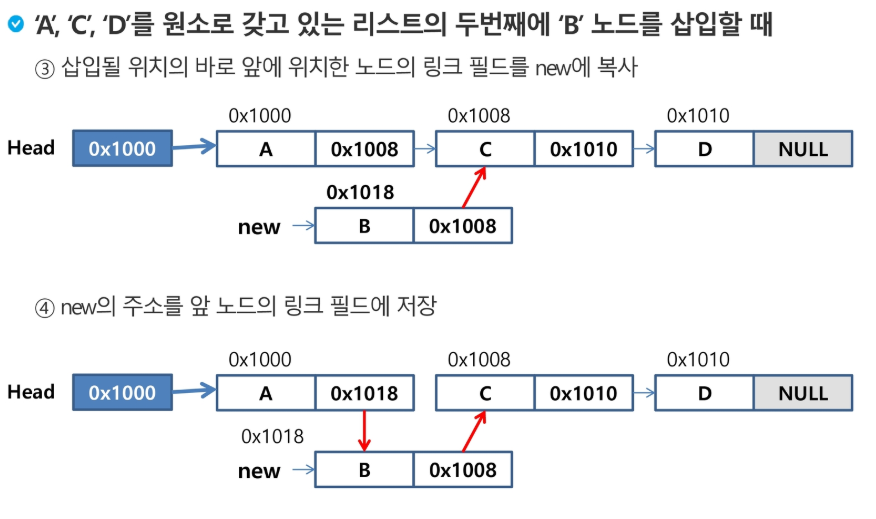 ‘A’, ‘C’, ‘D’를 원소로 갖고 있는 리스트의 두번째에 ‘B’ 노드를 삽입할 때
③ 삽입될 위치의 바로 앞에 위치한 노드의 링크 필드를 new에 복사
0x1000 0x1008 0x1010
Head 0x1000 A 0x1008 C 0x1010 D NULL
0x1018
new B 0x1008
④ new의 주소를 앞 노드의 링크 필드에 저장
0x1000 0x1008 0x1010
Head 0x1000 A 0x1018 C 0x1010 D NULL
0x1018
new B 0x1008